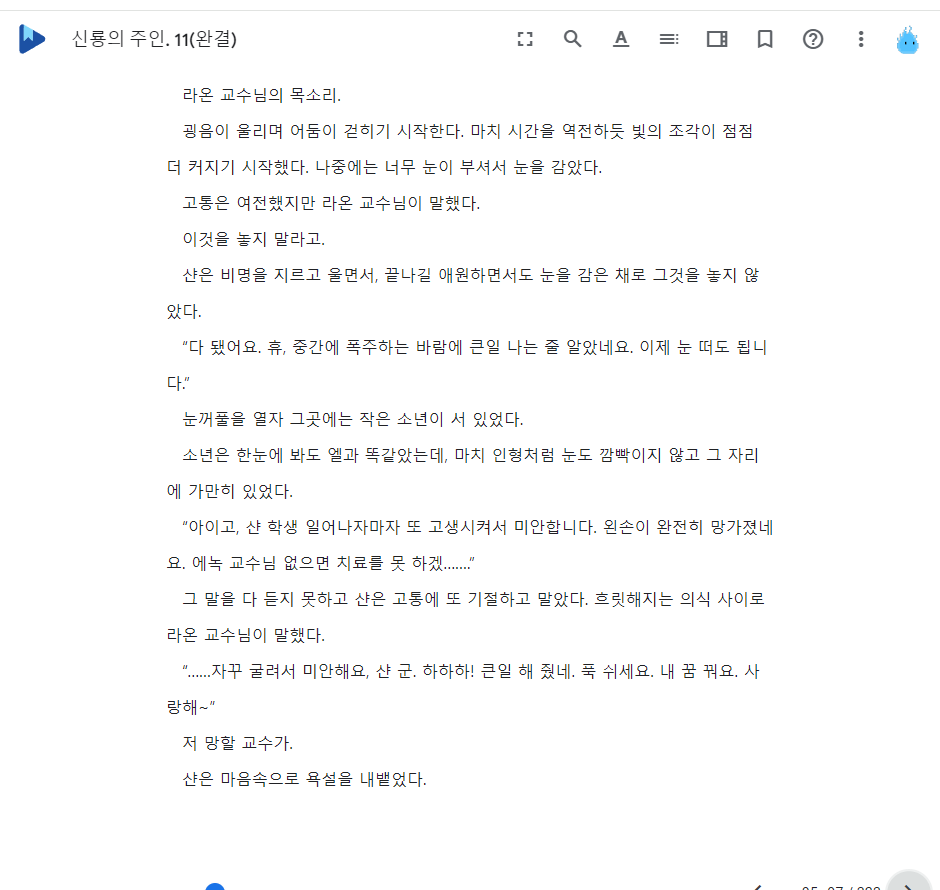 신룡의 주인. 11(완결)
라온 교수님의 목소리.
굉음이 울리며 어둠이 걷히기 시작한다. 마치 시간을 역전하듯 빛의 조각이 점점
더 커지기 시작했다. 나중에는 너무 눈이 부셔서 눈을 감았다.
고통은 여전했지만 라온 교수님이 말했다.
이것을 놓지 말라고.
샨은 비명을 지르고 울면서, 끝나길 애원하면서도 눈을 감은 채로 그것을 놓지 않
았다.
“다 됐어요. 휴, 중간에 폭주하는 바람에 큰일 나는 줄 알았네요. 이제 눈 떠도 됩니
다.”
눈꺼풀을 열자 그곳에는 작은 소년이 서 있었다.
소년은 한눈에 봐도 엘과 똑같았는데, 마치 인형처럼 눈도 깜빡이지 않고 그 자리
에 가만히 있었다.
“아이고, 샨 학생 일어나자마자 또 고생시켜서 미안합니다. 왼손이 완전히 망가졌네
요. 에녹 교수님 없으면 치료를 못 하겠…….”
그 말을 다 듣지 못하고 샨은 고통에 또 기절하고 말았다. 흐릿해지는 의식 사이로
라온 교수님이 말했다.
“……자꾸 굴려서 미안해요, 샨 군. 하하하! 큰일 해 줬네. 푹 쉬세요. 내 꿈 꿔요. 사
랑해~”
저 망할 교수가.
샨은 마음속으로 욕설을 내뱉었다.